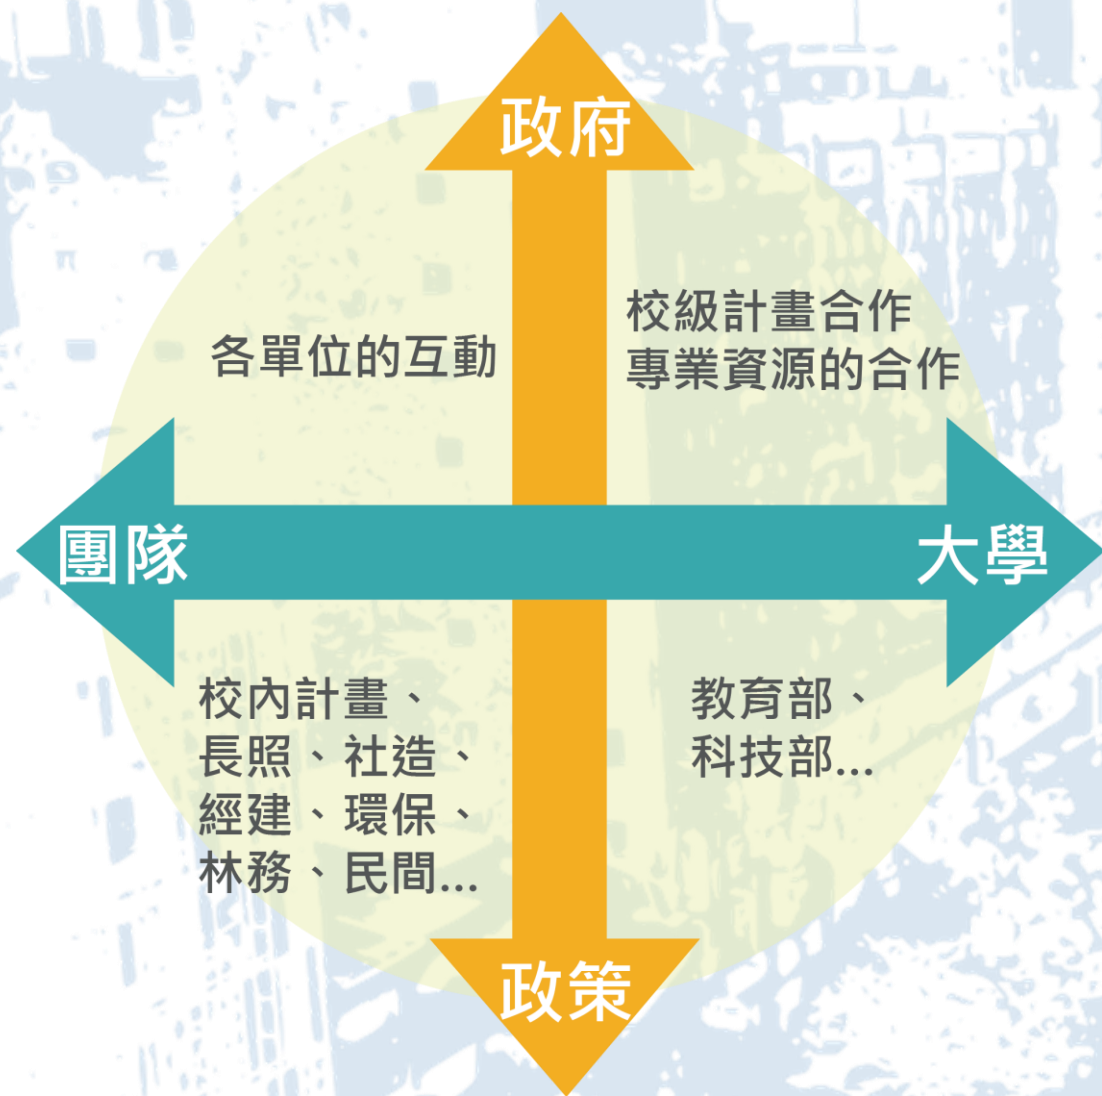 政府
各單位的互動
校級計畫合作
專業資源的合作
團隊
大學
校內計畫、
長照、社造、
經建、環保、
林務、民間...
教育部、
科技部...
政策